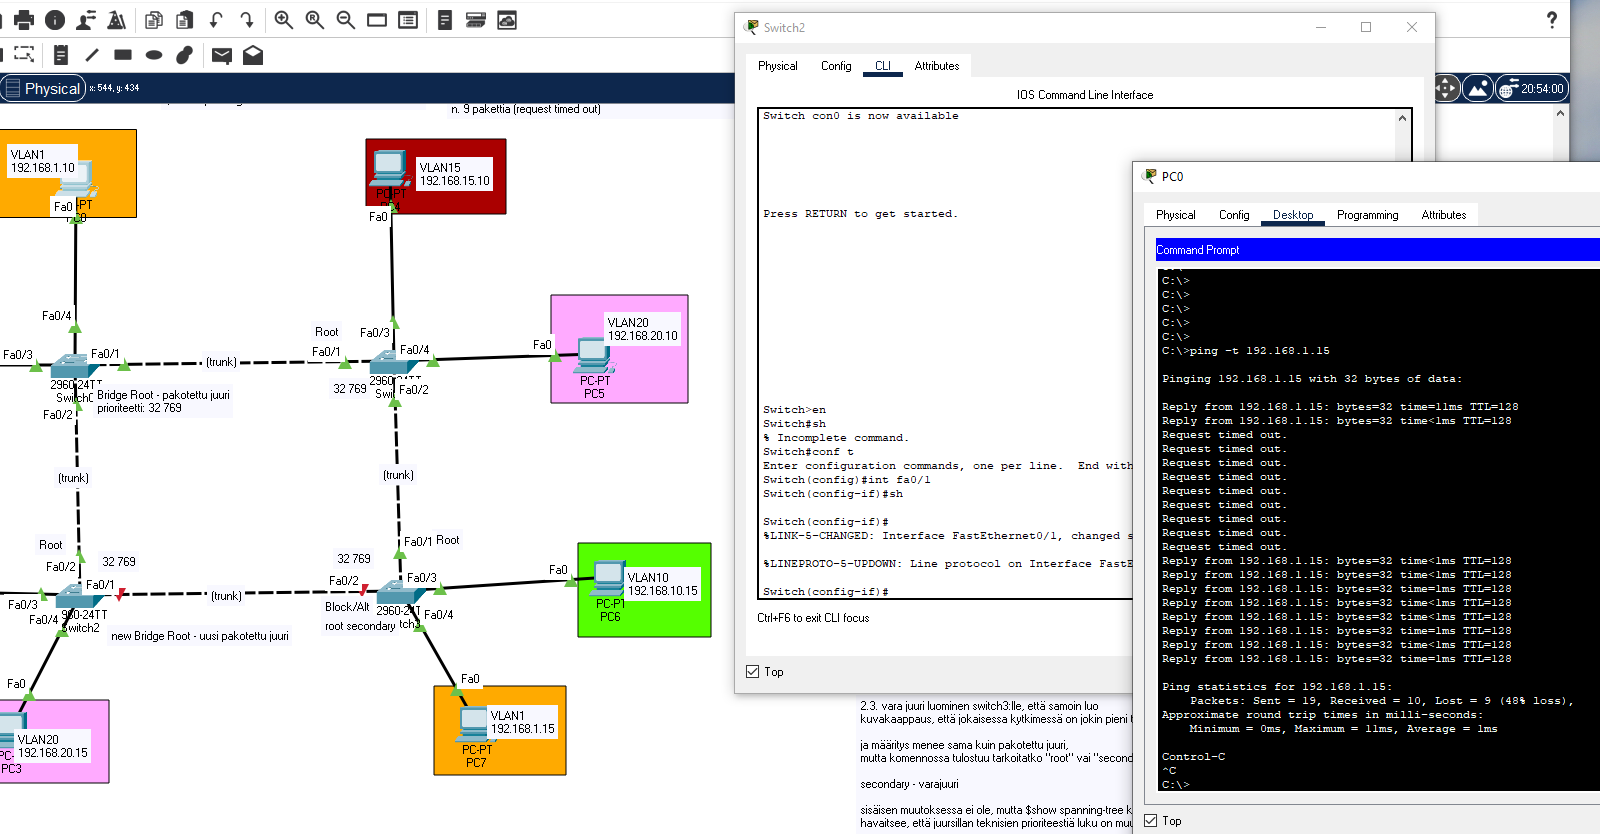 Physical
x: 544, y: 434
20:54:00
n. 9 pakettia (request timed out)
VLAN1
192.168.1.10
Fa0
-PT
VLAN15
192.168.15.10
PC-PT
Fa0
Fa0/4
Fa0/3
Fa0/1
(trunk)
Root
Fa0/1
Fa0/3
Fa0/4
Fa0
VLAN20
192.168.20.10
PC-PT
PC5
2960-24TT
Switch0
Bridge Root - pakotettu juuri
prioriteetti: 32 769
Fa0/2
32 769
Fa0/2
(trunk)
(trunk)
Root
Fa0/2
32 769
Fa0/1
Fa0/3
Fa0/4
960-24TT
Switch2
new Bridge Root - uusi pakotettu juuri
(trunk)
32 769
Fa0/2
Block/Alt
root secondary
Fa0/1
Root
Fa0/3
Fa0/4
2960-24T
Fa0
VLAN10
192.168.10.15
PC-PT
PC6
Fa0
VLAN20
192.168.20.15
PC3
Fa0
VLAN1
192.168.1.15
PC-PT
PC7
2.3. vara juuri luominen switch3:lle, että samoin luo
kuvakaappaus, että jokaisessa kytkimessä on jokin pieni
ja määritys menee sama kuin pakotettu juuri,
mutta komennossa tulostuu tarkoitatko "root" vai "second
secondary - varajuuri
sisäisen muutoksessa ei ole, mutta $show spanning-tree k
havaitsee, että juursillan teknisien prioriteestiä luku on muu
Switch2
Physical
Config
CLI
Attributes
IOS Command Line Interface
Switch con0 is now available
Press RETURN to get started.
Switch>en
Switch#sh
% Incomplete command.
Switch#conf t
Enter configuration commands, one per line.  End with
Switch(config)#int fa0/1
Switch(config-if)#sh
Switch(config-if)#
%LINK-5-CHANGED: Interface FastEthernet0/1, changed s
%LINEPROTO-5-UPDOWN: Line protocol on Interface FastE
Switch(config-if)#
Ctrl+F6 to exit CLI focus
Top
PC0
Physical
Config
Desktop
Programming
Attributes
Command Prompt
C:\>
C:\>
C:\>
C:\>
C:\>
C:\>ping -t 192.168.1.15
Pinging 192.168.1.15 with 32 bytes of data:
Reply from 192.168.1.15: bytes=32 time=11ms TTL=128
Reply from 192.168.1.15: bytes=32 time<1ms TTL=128
Request timed out.
Request timed out.
Request timed out.
Request timed out.
Request timed out.
Request timed out.
Request timed out.
Request timed out.
Request timed out.
Reply from 192.168.1.15: bytes=32 time<1ms TTL=128
Reply from 192.168.1.15: bytes=32 time=1ms TTL=128
Reply from 192.168.1.15: bytes=32 time<1ms TTL=128
Reply from 192.168.1.15: bytes=32 time<1ms TTL=128
Reply from 192.168.1.15: bytes=32 time<1ms TTL=128
Reply from 192.168.1.15: bytes=32 time=1ms TTL=128
Reply from 192.168.1.15: bytes=32 time<1ms TTL=128
Reply from 192.168.1.15: bytes=32 time=1ms TTL=128
Ping statistics for 192.168.1.15:
Packets: Sent = 19, Received = 10, Lost = 9 (48% loss),
Approximate round trip times in milli-seconds:
Minimum = 0ms, Maximum = 11ms, Average = 1ms
Control-C
^C
C:\>
Top